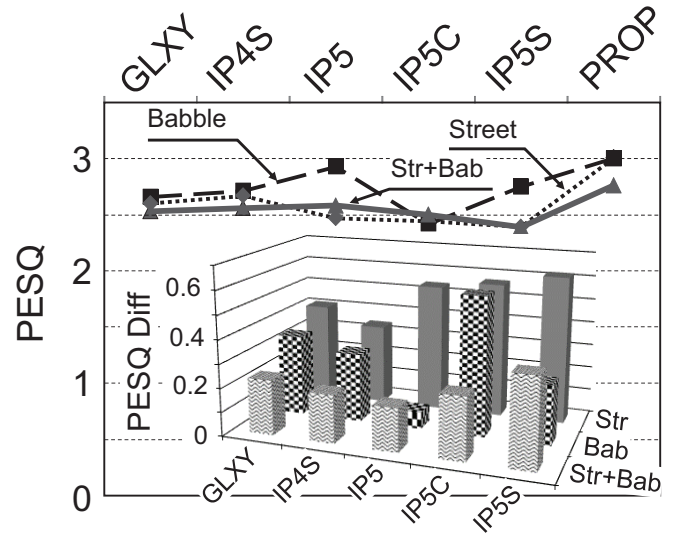 GLXY IP4S IP5 IP5C IP5S PROP
Babble
Street
Str+Bab
3
2
1
0
PESQ
0.6
0.4
0.2
0
PESQ Diff
Str
Bab
Str+Bab
GLXY IP4S IP5 IP5C IP5S